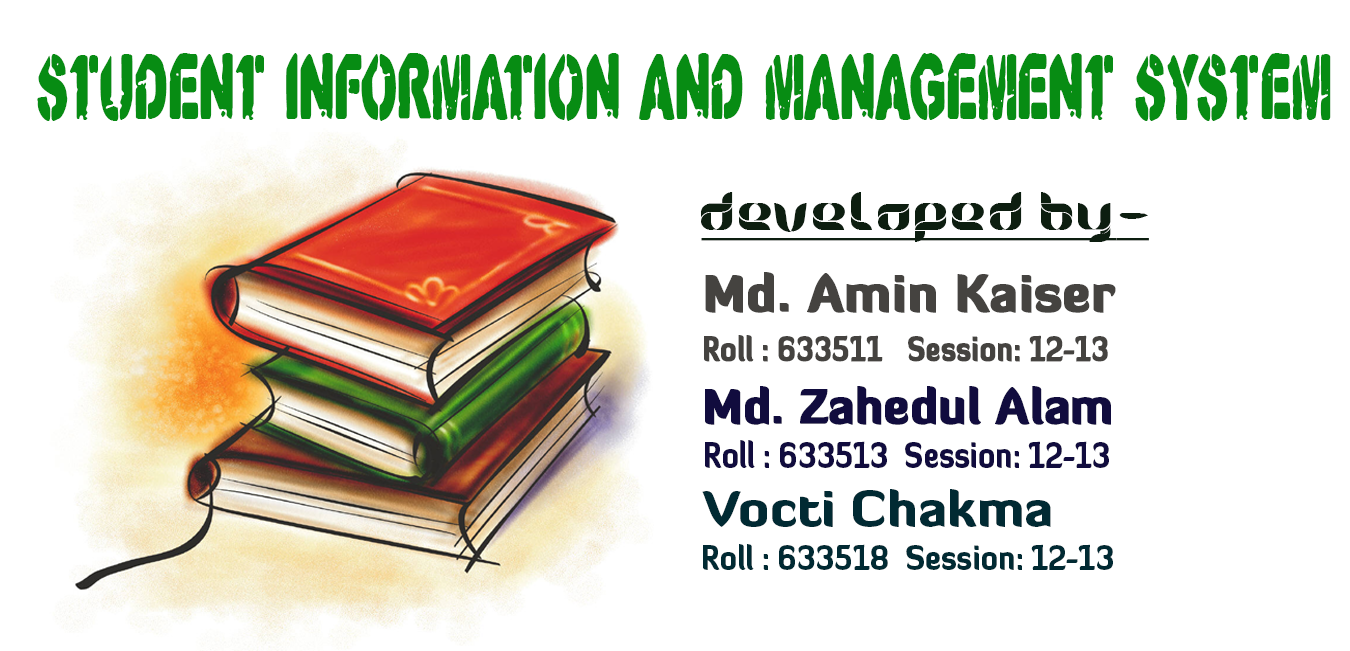 STUDENT INFORMATION AND MANAGEMENT SYSTEM
developed by-
Md. Amin Kaiser
Roll : 633511 Session: 12-13
Md. Zahedul Alam
Roll : 633513 Session: 12-13
Vocti Chakma
Roll : 633518 Session: 12-13